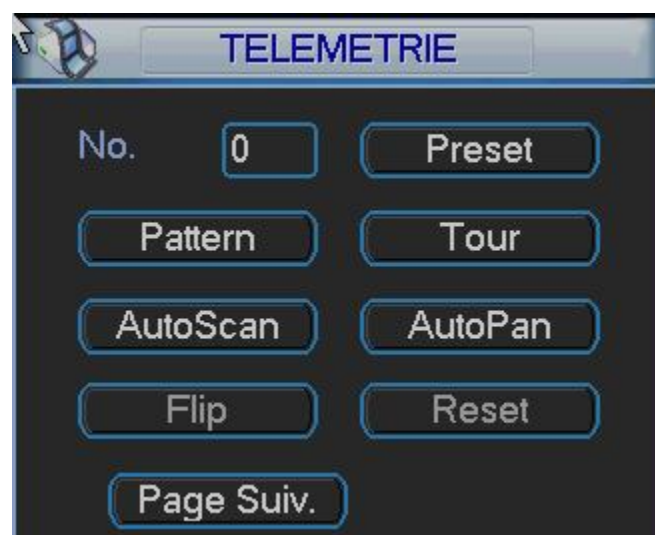 TELEMETRIE
No. 0 Preset
Pattern Tour
AutoScan AutoPan
Flip Reset
Page Suiv.